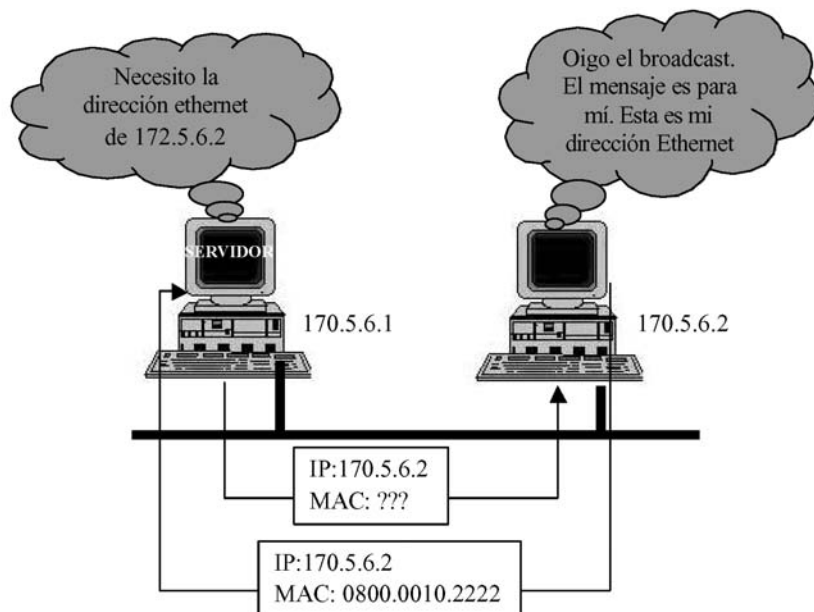 Necesito la
dirección ethernet
de 172.5.6.2
Oigo el broadcast.
El mensaje es para
mí. Esta es mi
dirección Ethernet
SERVIDOR
170.5.6.1
170.5.6.2
IP:170.5.6.2
MAC: ???
IP:170.5.6.2
MAC: 0800.0010.2222